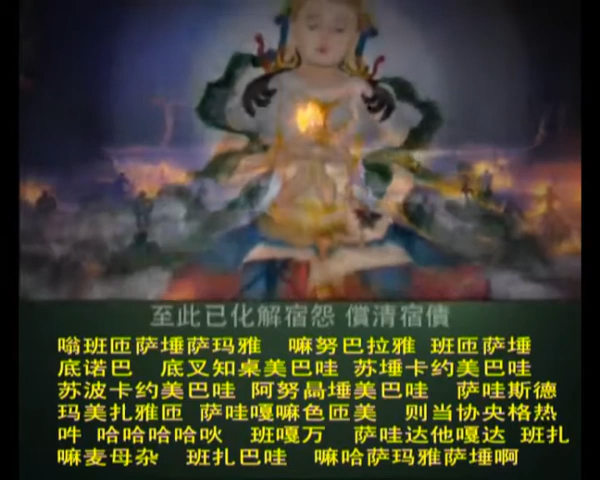 至此已化解宿怨 償清宿債
嗡班匝萨埵萨玛雅 嘛努巴拉雅 班匝萨埵
底诺巴 底叉知桌美巴哇 苏埵卡约美巴哇
苏波卡约美巴哇 阿努晶埵美巴哇 萨哇斯德
玛美扎雅匝 萨哇嘎嘛色匝美 则当协央格热
吽 哈哈哈哈吙 班嘎万 萨哇达他嘎达 班扎
嘛麦母杂 班扎巴哇 嘛哈萨玛雅萨埵啊